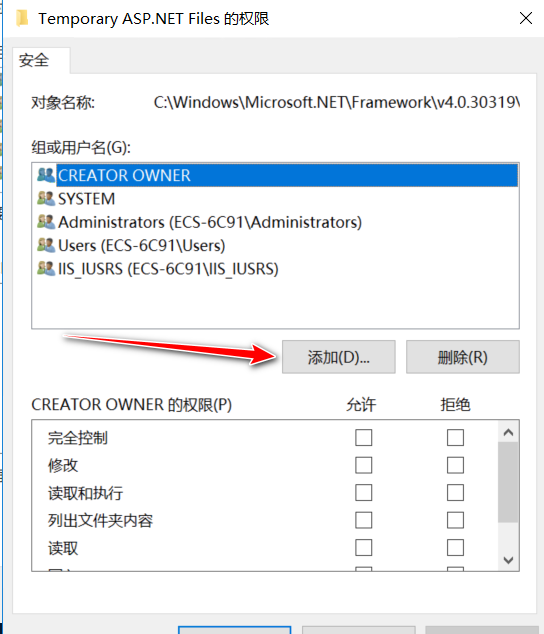 Temporary ASP.NET Files 的权限
安全
对象名称: C:\Windows\Microsoft.NET\Framework\v4.0.30319\
组或用户名(G):
CREATOR OWNER
SYSTEM
Administrators (ECS-6C91\Administrators)
Users (ECS-6C91\Users)
IIS_IUSRS (ECS-6C91\IIS_IUSRS)
添加(D)... 删除(R)
CREATOR OWNER 的权限(P) 允许 拒绝
完全控制
修改
读取和执行
列出文件夹内容
读取